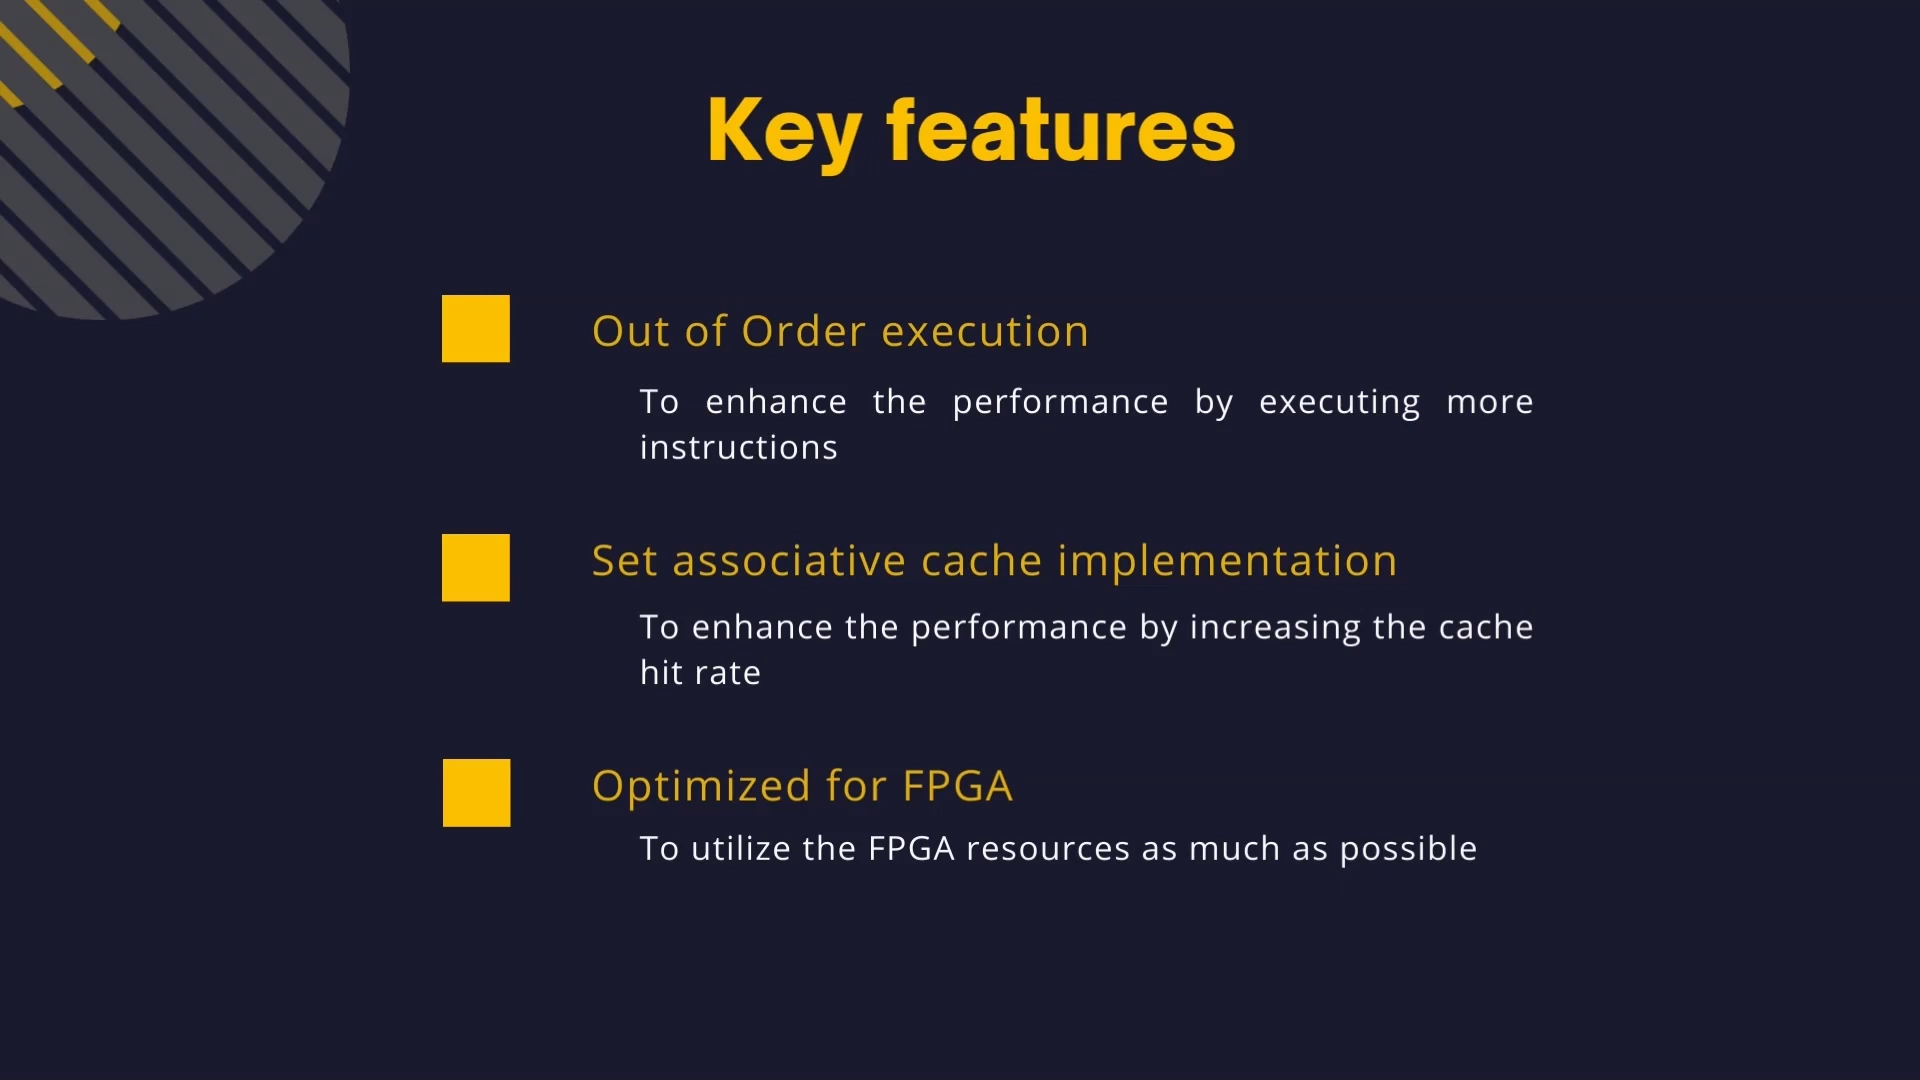 Key features
Out of Order execution
To enhance the performance by executing more
instructions
Set associative cache implementation
To enhance the performance by increasing the cache
hit rate
Optimized for FPGA
To utilize the FPGA resources as much as possible